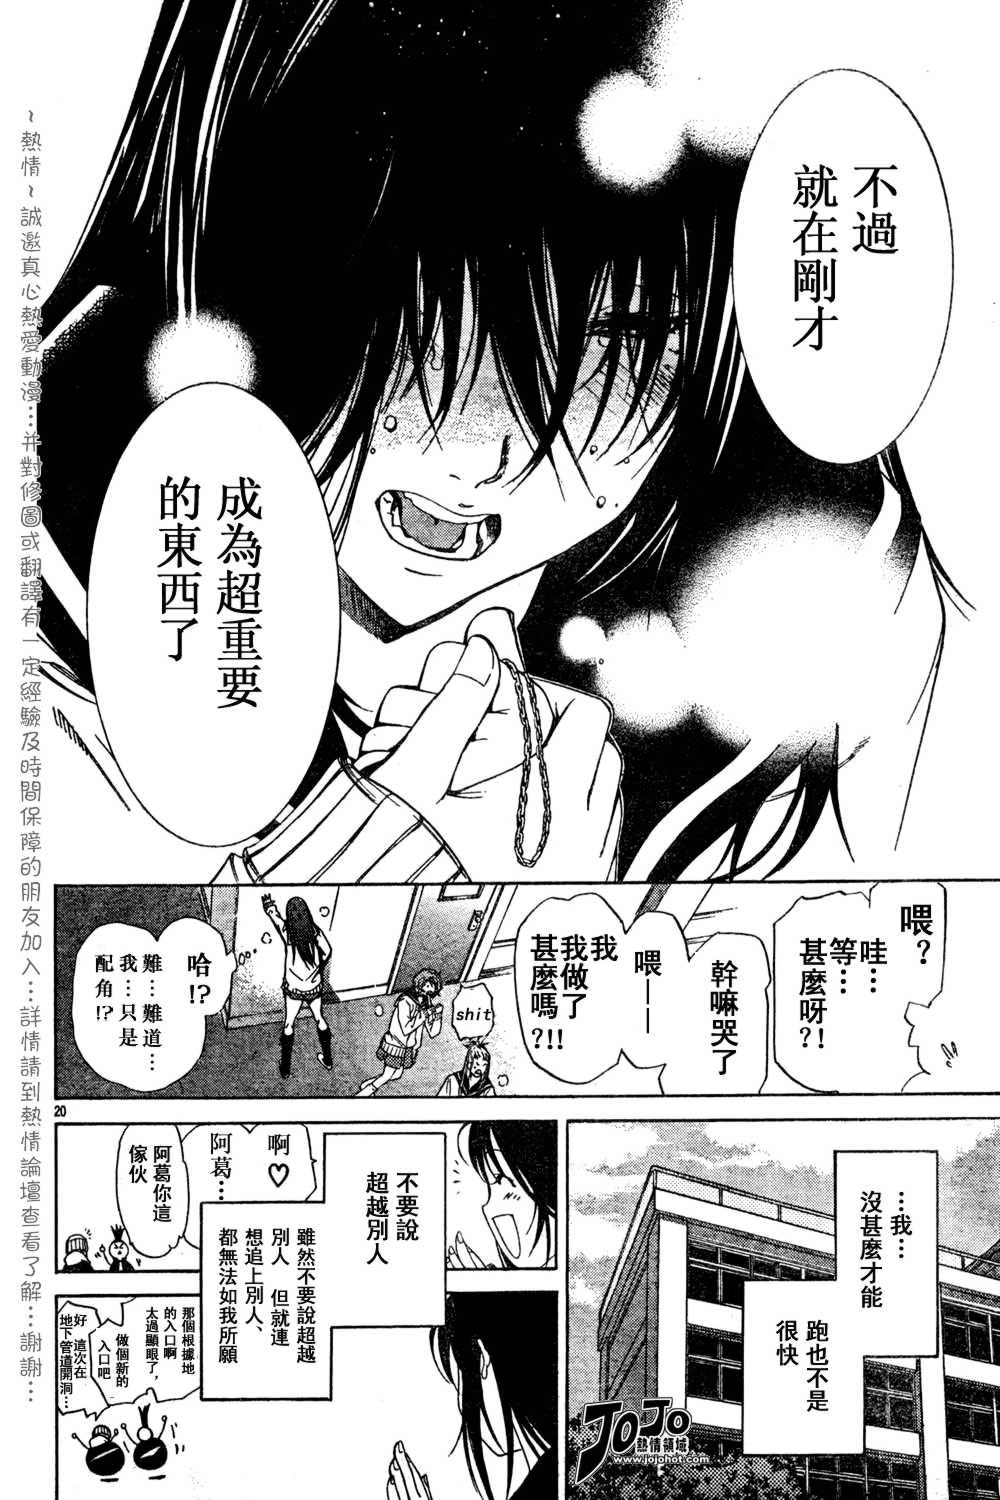 不過
就在剛才
成為超重要
的東西了
喂？
哇…
等…
甚麼呀?!
幹嘛哭了
喂——
我
我做了
甚麼嗎?!!
shit
哈!?
難…難道…
我…只是
配角!?
20
…我…
沒甚麼才能
跑也不是
很快
不要說
超越別人
雖然不要說超越
別人 但就連
想追上別人、
都無法如我所願
啊♡
阿葛…
阿葛你這
傢伙
那個根據地
的入口啊
太過顯眼了，
做個新的
入口吧
好 這次在
地下管道開洞…
JOJO
熱情領域
www.jojohot.com
~熱情~誠邀真心熱愛動漫…并對修圖或翻譯有一定經驗及時間保障的朋友加入…詳情請到熱情論壇查看了解…謝謝…